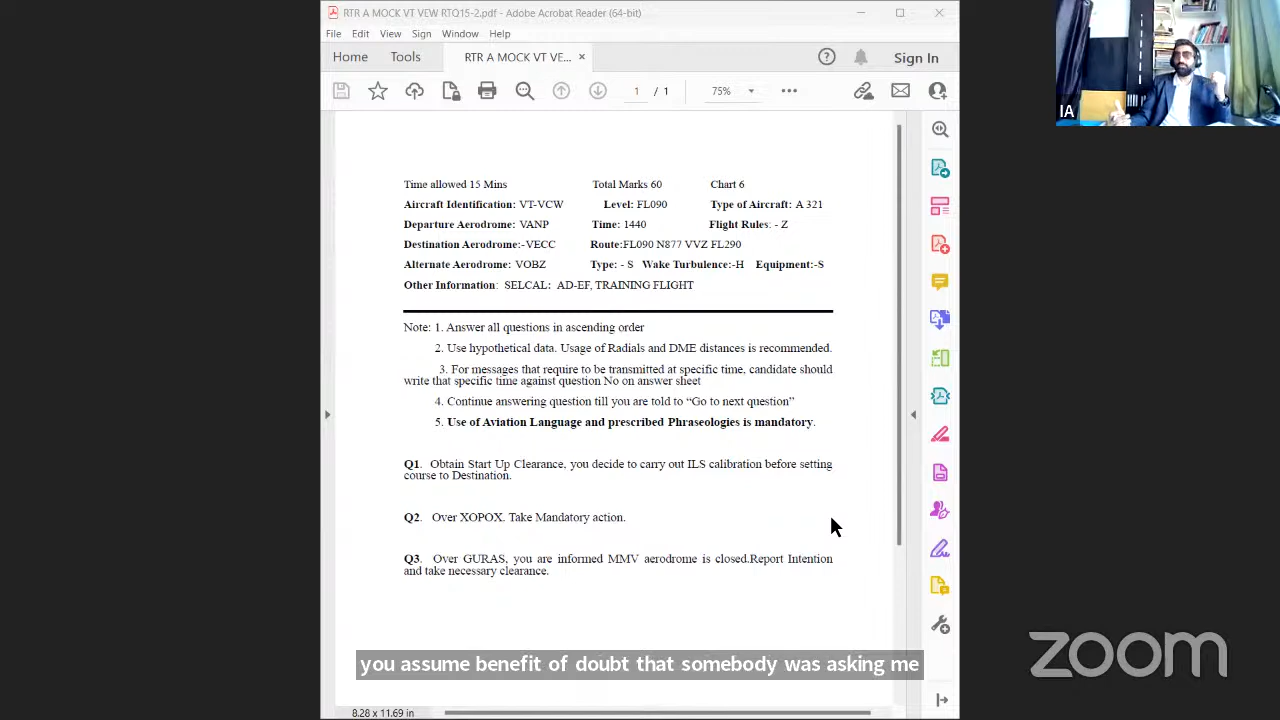 RTR A MOCK VT VEW RTQ15-2.pdf - Adobe Acrobat Reader (64-bit)
File Edit View Sign Window Help
Home Tools RTR A MOCK VT VE... × Sign In
1 / 1 75%
IA
Time allowed 15 Mins Total Marks 60 Chart 6
Aircraft Identification: VT-VCW Level: FL090 Type of Aircraft: A 321
Departure Aerodrome: VANP Time: 1440 Flight Rules: - Z
Destination Aerodrome:-VECC Route:FL090 N877 VVZ FL290
Alternate Aerodrome: VOBZ Type: - S Wake Turbulence:-H Equipment:-S
Other Information: SELCAL: AD-EF, TRAINING FLIGHT
Note: 1. Answer all questions in ascending order
2. Use hypothetical data. Usage of Radials and DME distances is recommended.
3. For messages that require to be transmitted at specific time, candidate should
write that specific time against question No on answer sheet
4. Continue answering question till you are told to “Go to next question”
5. Use of Aviation Language and prescribed Phraseologies is mandatory.
Q1. Obtain Start Up Clearance, you decide to carry out ILS calibration before setting
course to Destination.
Q2. Over XOPOX. Take Mandatory action.
Q3. Over GURAS, you are informed MMV aerodrome is closed.Report Intention
and take necessary clearance.
you assume benefit of doubt that somebody was asking me
zoom
8.28 x 11.69 in